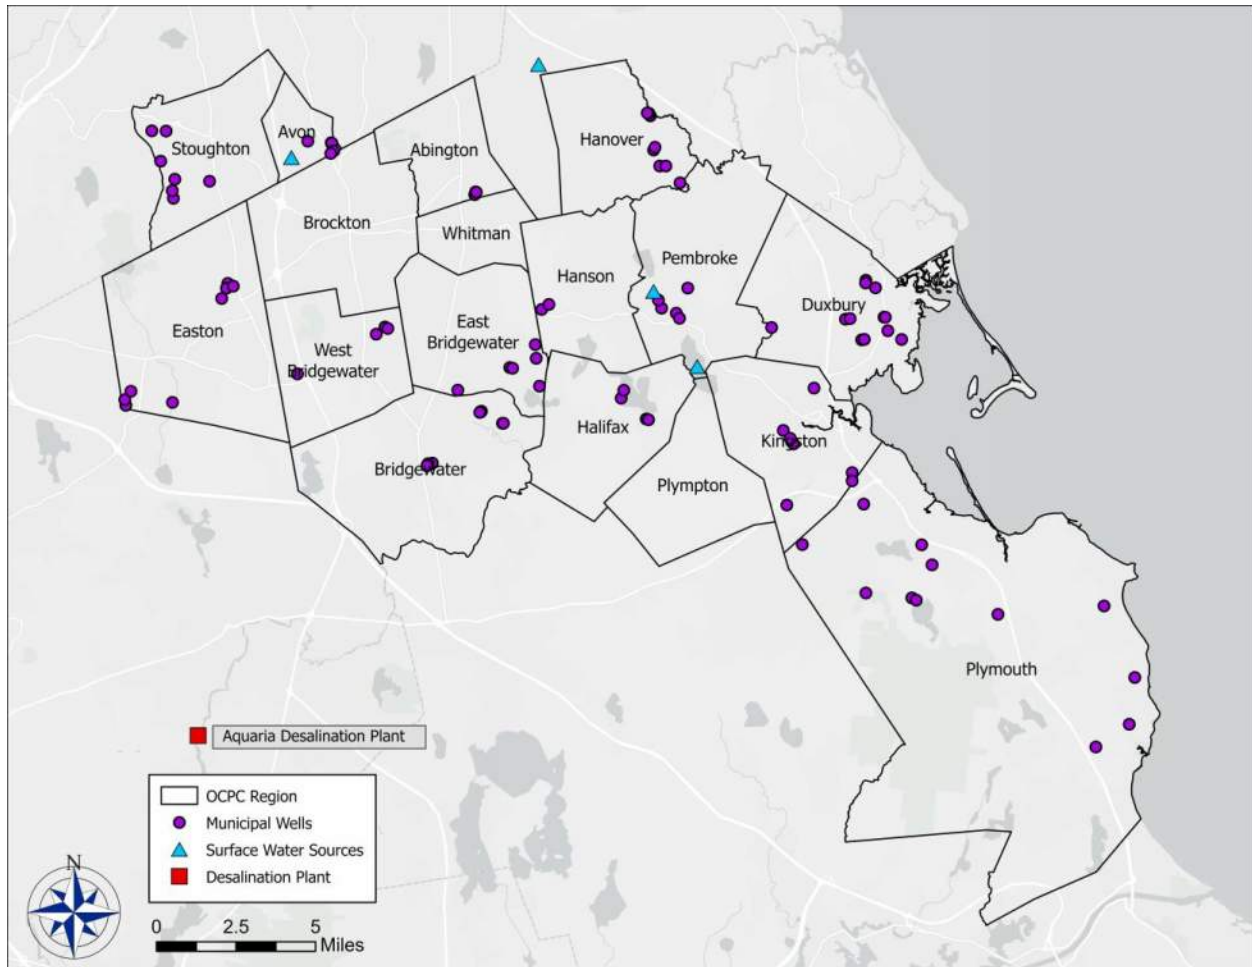 Hanover
Avon
Stoughton
Abington
Brockton
Whitman
Pembroke
Hanson
Duxbury
Easton
East
Bridgewater
West
Bridgewater
Halifax
Kingston
Bridgewater
Plympton
Plymouth
Aquaria Desalination Plant
OCPC Region
Municipal Wells
Surface Water Sources
Desalination Plant
N
0 2.5 5
Miles